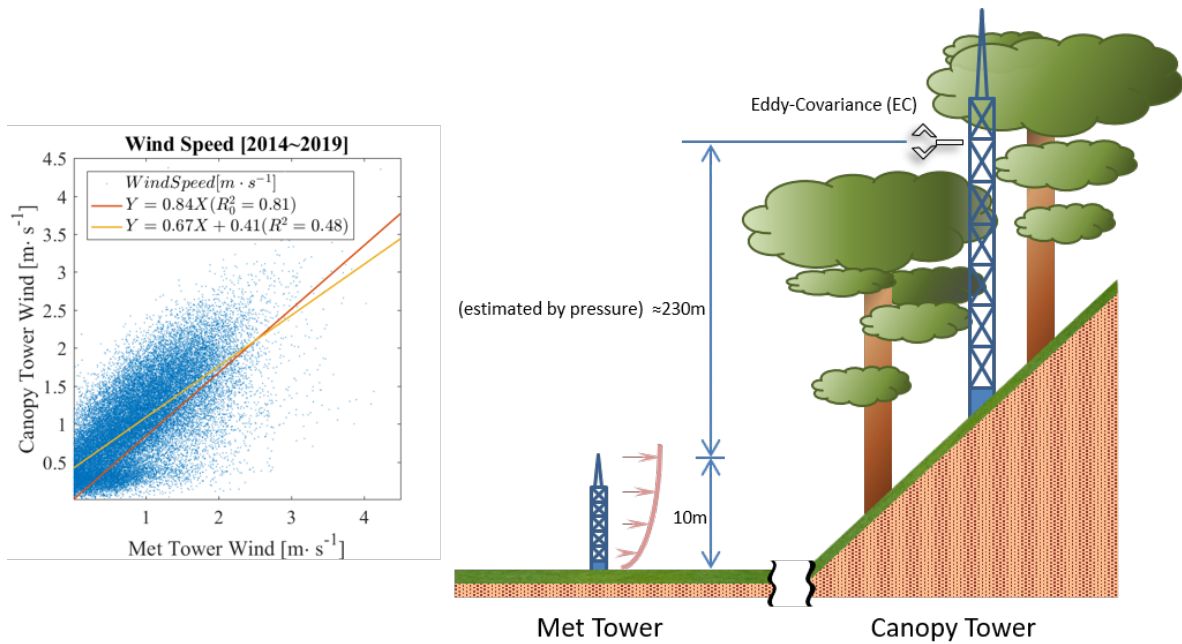 Wind Speed [2014~2019]
4.5
4
3.5
3
2.5
2
1.5
1
0.5
WindSpeed[m · s⁻¹]
Y = 0.84X(R₀² = 0.81)
Y = 0.67X + 0.41(R² = 0.48)
Canopy Tower Wind [m· s⁻¹]
1 2 3 4
Met Tower Wind [m· s⁻¹]
Eddy-Covariance (EC)
(estimated by pressure) ≈230m
10m
Met Tower
Canopy Tower